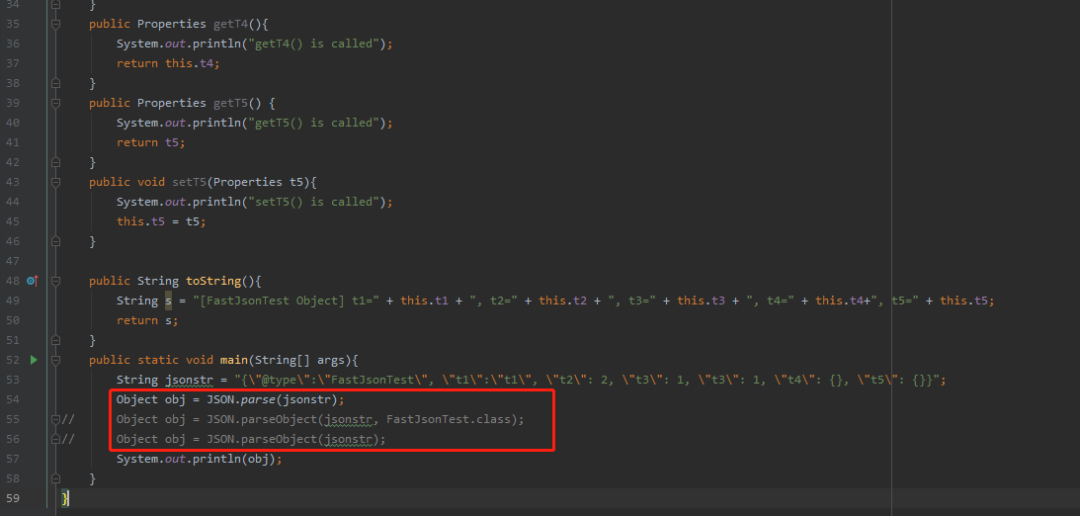 34 }
35 public Properties getT4(){
36 System.out.println("getT4() is called");
37 return this.t4;
38 }
39 public Properties getT5() {
40 System.out.println("getT5() is called");
41 return t5;
42 }
43 public void setT5(Properties t5){
44 System.out.println("setT5() is called");
45 this.t5 = t5;
46 }
47
48 public String toString(){
49 String s = "[FastJsonTest Object] t1=" + this.t1 + ", t2=" + this.t2 + ", t3=" + this.t3 + ", t4=" + this.t4+", t5=" + this.t5;
50 return s;
51 }
52 public static void main(String[] args){
53 String jsonstr = "{\"@type\":\"FastJsonTest\", \"t1\":\"t1\", \"t2\": 2, \"t3\": 1, \"t3\": 1, \"t4\": {}, \"t5\": {}}";
54 Object obj = JSON.parse(jsonstr);
55 // Object obj = JSON.parseObject(jsonstr, FastJsonTest.class);
56 // Object obj = JSON.parseObject(jsonstr);
57 System.out.println(obj);
58 }
59 }